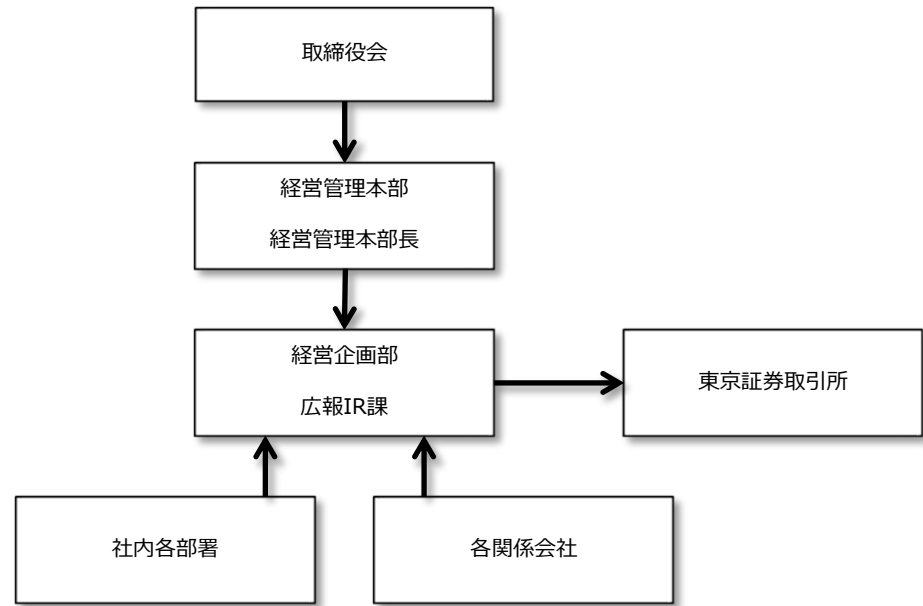 取締役会
経営管理本部
経営管理本部長
経営企画部
広報IR課
東京証券取引所
社内各部署
各関係会社